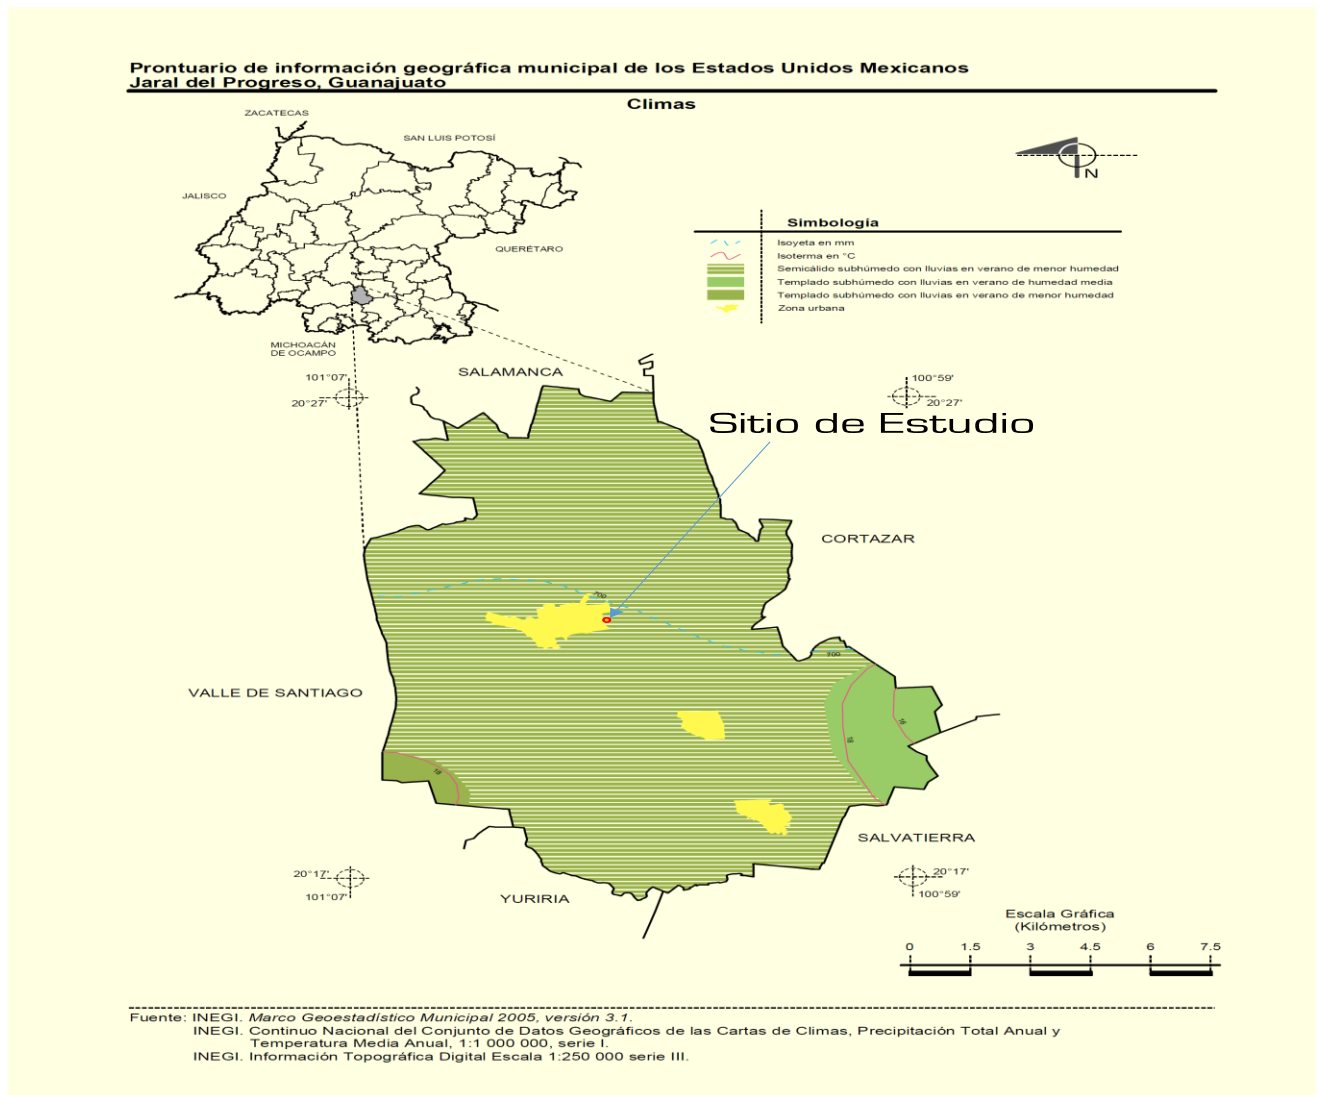 Prontuario de información geográfica municipal de los Estados Unidos Mexicanos
Jaral del Progreso, Guanajuato
Climas
ZACATECAS
SAN LUIS POTOSÍ
JALISCO
QUERÉTARO
MICHOACÁN
DE OCAMPO
N
Simbología
Isoyeta en mm
Isoterma en °C
Semicálido subhúmedo con lluvias en verano de menor humedad
Templado subhúmedo con lluvias en verano de humedad media
Templado subhúmedo con lluvias en verano de menor humedad
Zona urbana
101°07'
20°27'
SALAMANCA
100°59'
20°27'
Sitio de Estudio
CORTAZAR
700
700
VALLE DE SANTIAGO
16
18
18
SALVATIERRA
20°17'
101°07'
YURIRIA
20°17'
100°59'
Escala Gráfica
(Kilómetros)
0 1.5 3 4.5 6 7.5
Fuente: INEGI. Marco Geoestadístico Municipal 2005, versión 3.1.
INEGI. Continuo Nacional del Conjunto de Datos Geográficos de las Cartas de Climas, Precipitación Total Anual y
Temperatura Media Anual, 1:1 000 000, serie I.
INEGI. Información Topográfica Digital Escala 1:250 000 serie III.